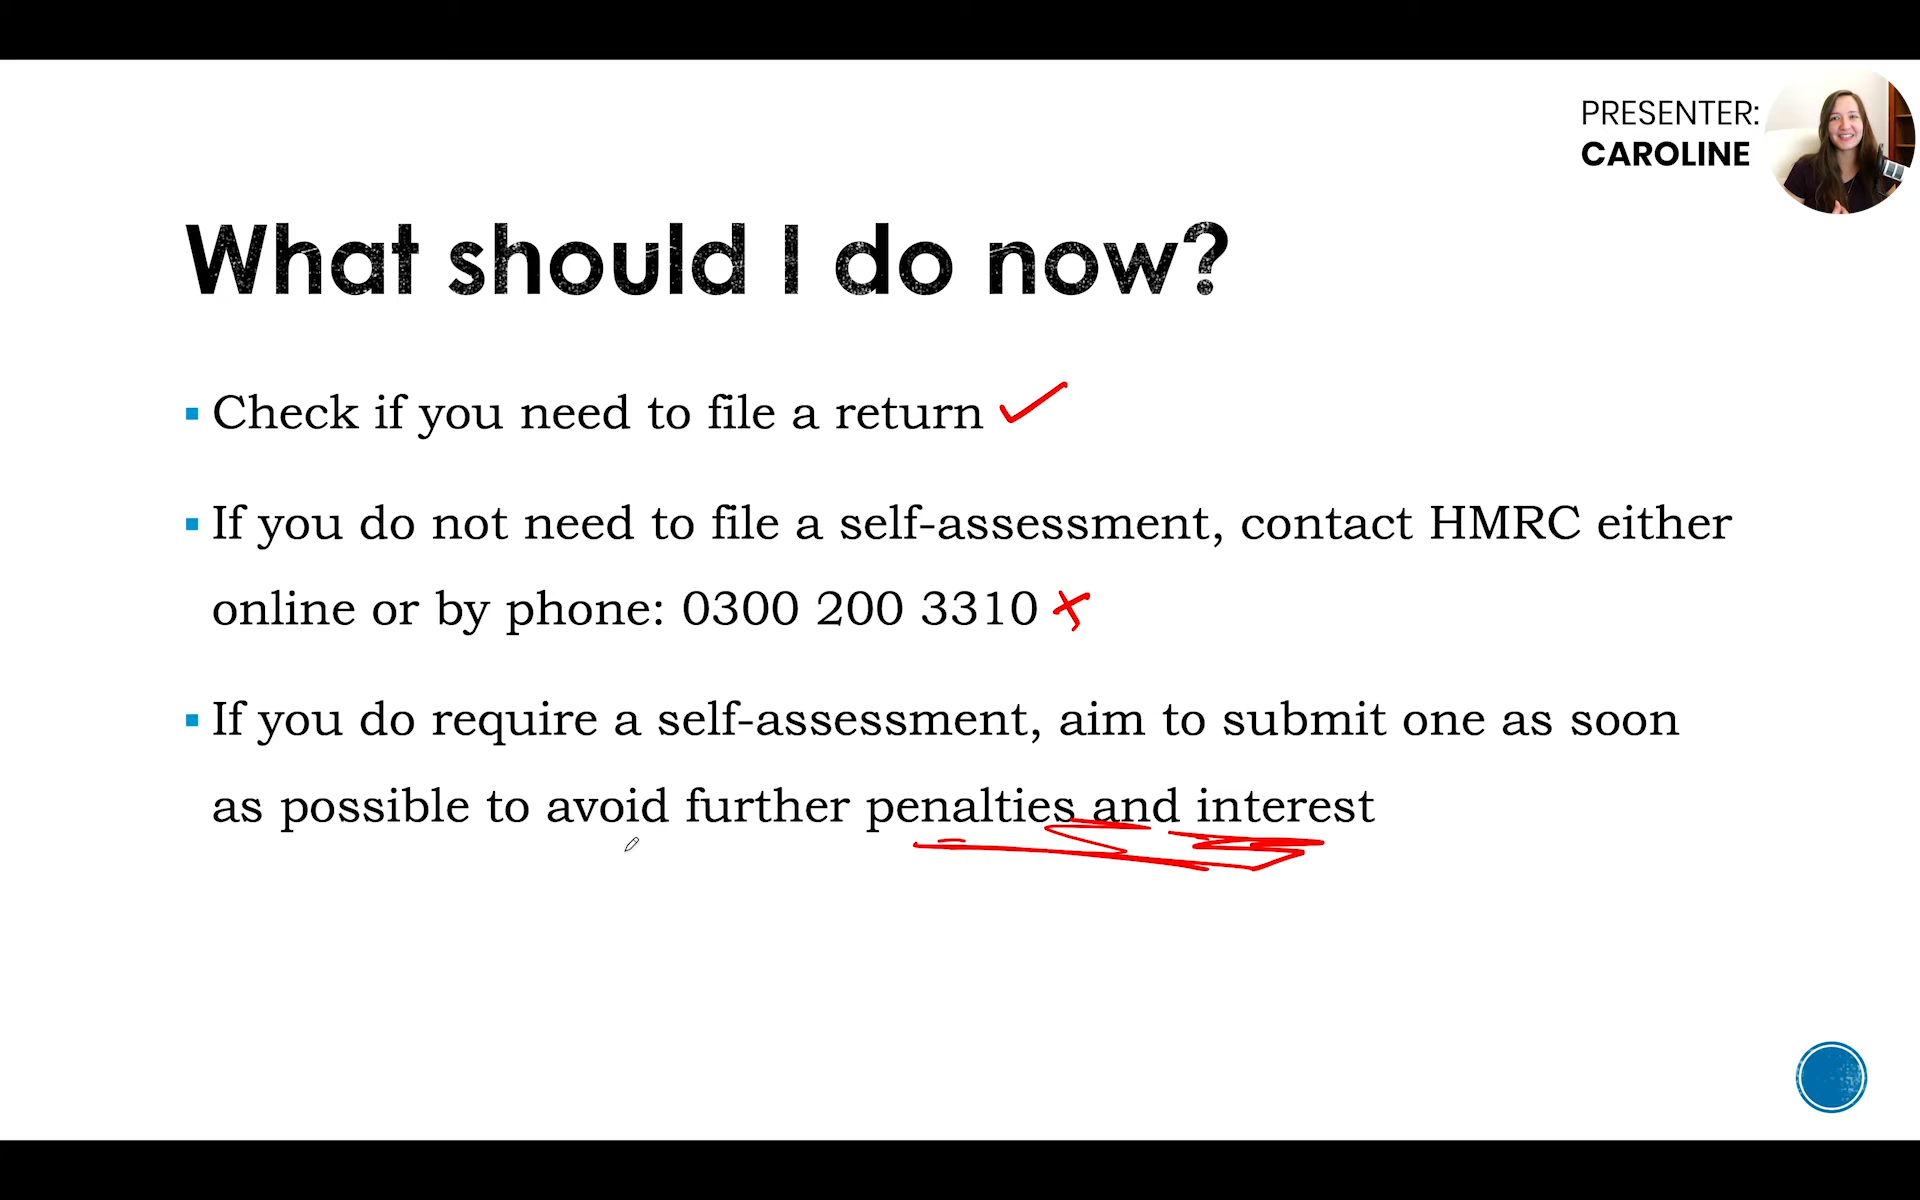 PRESENTER:
CAROLINE
What should I do now?
▪ Check if you need to file a return
▪ If you do not need to file a self-assessment, contact HMRC either
online or by phone: 0300 200 3310
▪ If you do require a self-assessment, aim to submit one as soon
as possible to avoid further penalties and interest